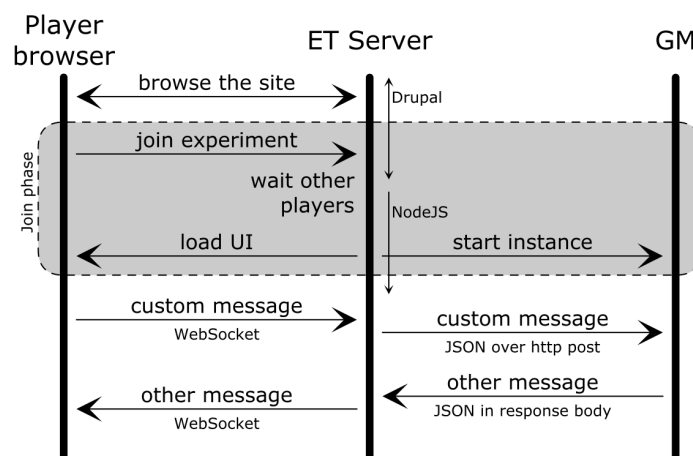 Player
browser
ET Server
GM
browse the site
Drupal
Join phase
join experiment
wait other
players
NodeJS
load UI
start instance
custom message
WebSocket
custom message
JSON over http post
other message
JSON in response body
other message
WebSocket